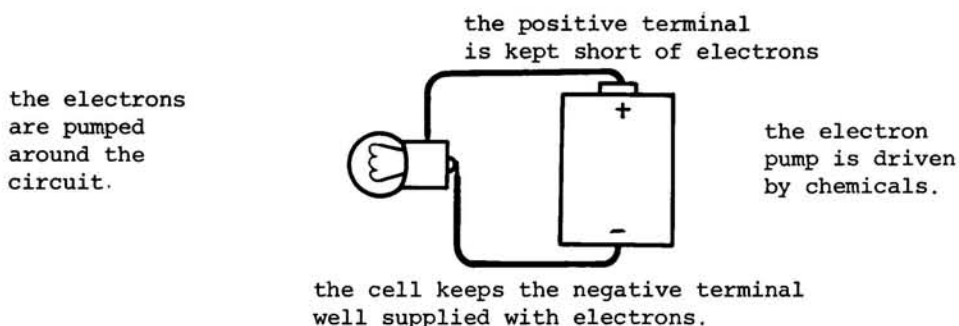 the positive terminal
is kept short of electrons
the electrons
are pumped
around the
circuit.
+
the electron
pump is driven
by chemicals.
-
the cell keeps the negative terminal
well supplied with electrons.